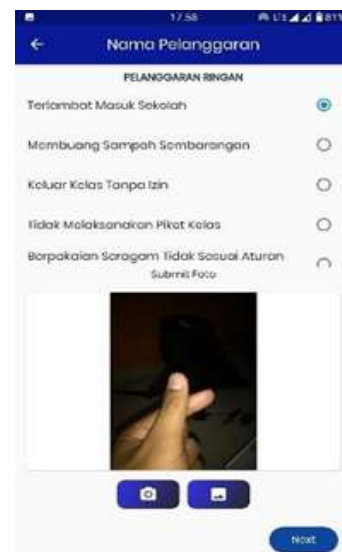 17.58
Nama Pelanggaran
PELANGGARAN RINGAN
Terlambat Masuk Sekolah
Membuang Sampah Sembarangan
Keluar Kelas Tanpa Izin
Tidak Melaksanakan Piket Kelas
Berpakaian Seragam Tidak Sesuai Aturan
Submit Foto
Next